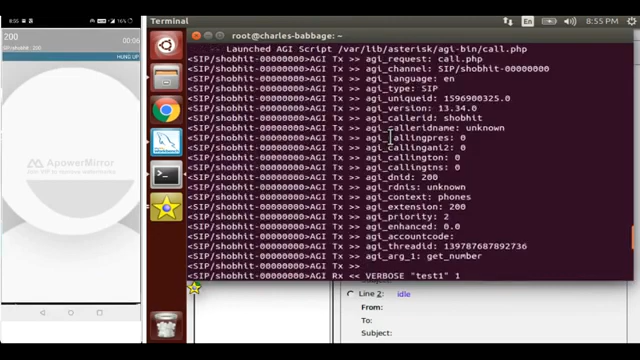 200
GP/shobhit : 200
00:06
HANG UP
ApowerMirror
Terminal
En
8:55 PM
root@charles-babbage: ~
-- Launched AGI Script /var/lib/asterisk/agi-bin/call.php
<SIP/shobhit-00000000>AGI Tx >> agi_request: call.php
<SIP/shobhit-00000000>AGI Tx >> agi_channel: SIP/shobhit-00000000
<SIP/shobhit-00000000>AGI Tx >> agi_language: en
<SIP/shobhit-00000000>AGI Tx >> agi_type: SIP
<SIP/shobhit-00000000>AGI Tx >> agi_uniqueid: 1596900325.0
<SIP/shobhit-00000000>AGI Tx >> agi_version: 13.34.0
<SIP/shobhit-00000000>AGI Tx >> agi_callerid: shobhit
<SIP/shobhit-00000000>AGI Tx >> agi_calleridname: unknown
<SIP/shobhit-00000000>AGI Tx >> agi_callingpres: 0
<SIP/shobhit-00000000>AGI Tx >> agi_callingani2: 0
<SIP/shobhit-00000000>AGI Tx >> agi_callington: 0
<SIP/shobhit-00000000>AGI Tx >> agi_callingtns: 0
<SIP/shobhit-00000000>AGI Tx >> agi_dnid: 200
<SIP/shobhit-00000000>AGI Tx >> agi_rdnis: unknown
<SIP/shobhit-00000000>AGI Tx >> agi_context: phones
<SIP/shobhit-00000000>AGI Tx >> agi_extension: 200
<SIP/shobhit-00000000>AGI Tx >> agi_priority: 2
<SIP/shobhit-00000000>AGI Tx >> agi_enhanced: 0.0
<SIP/shobhit-00000000>AGI Tx >> agi_accountcode:
<SIP/shobhit-00000000>AGI Tx >> agi_threadid: 139787687892736
<SIP/shobhit-00000000>AGI Tx >> agi_arg_1: get_number
<SIP/shobhit-00000000>AGI Tx >>
<SIP/shobhit-00000000>AGI Rx << VERBOSE "test1" 1
Line 2: idle
From:
To:
Subject: